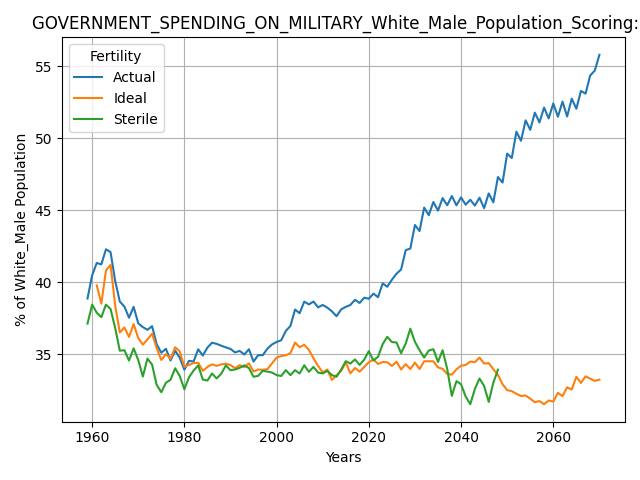 GOVERNMENT_SPENDING_ON_MILITARY_White_Male_Population_Scoring:
Fertility
Actual
Ideal
Sterile
% of White_Male Population
55
50
45
40
35
1960
1980
2000
2020
2040
2060
Years